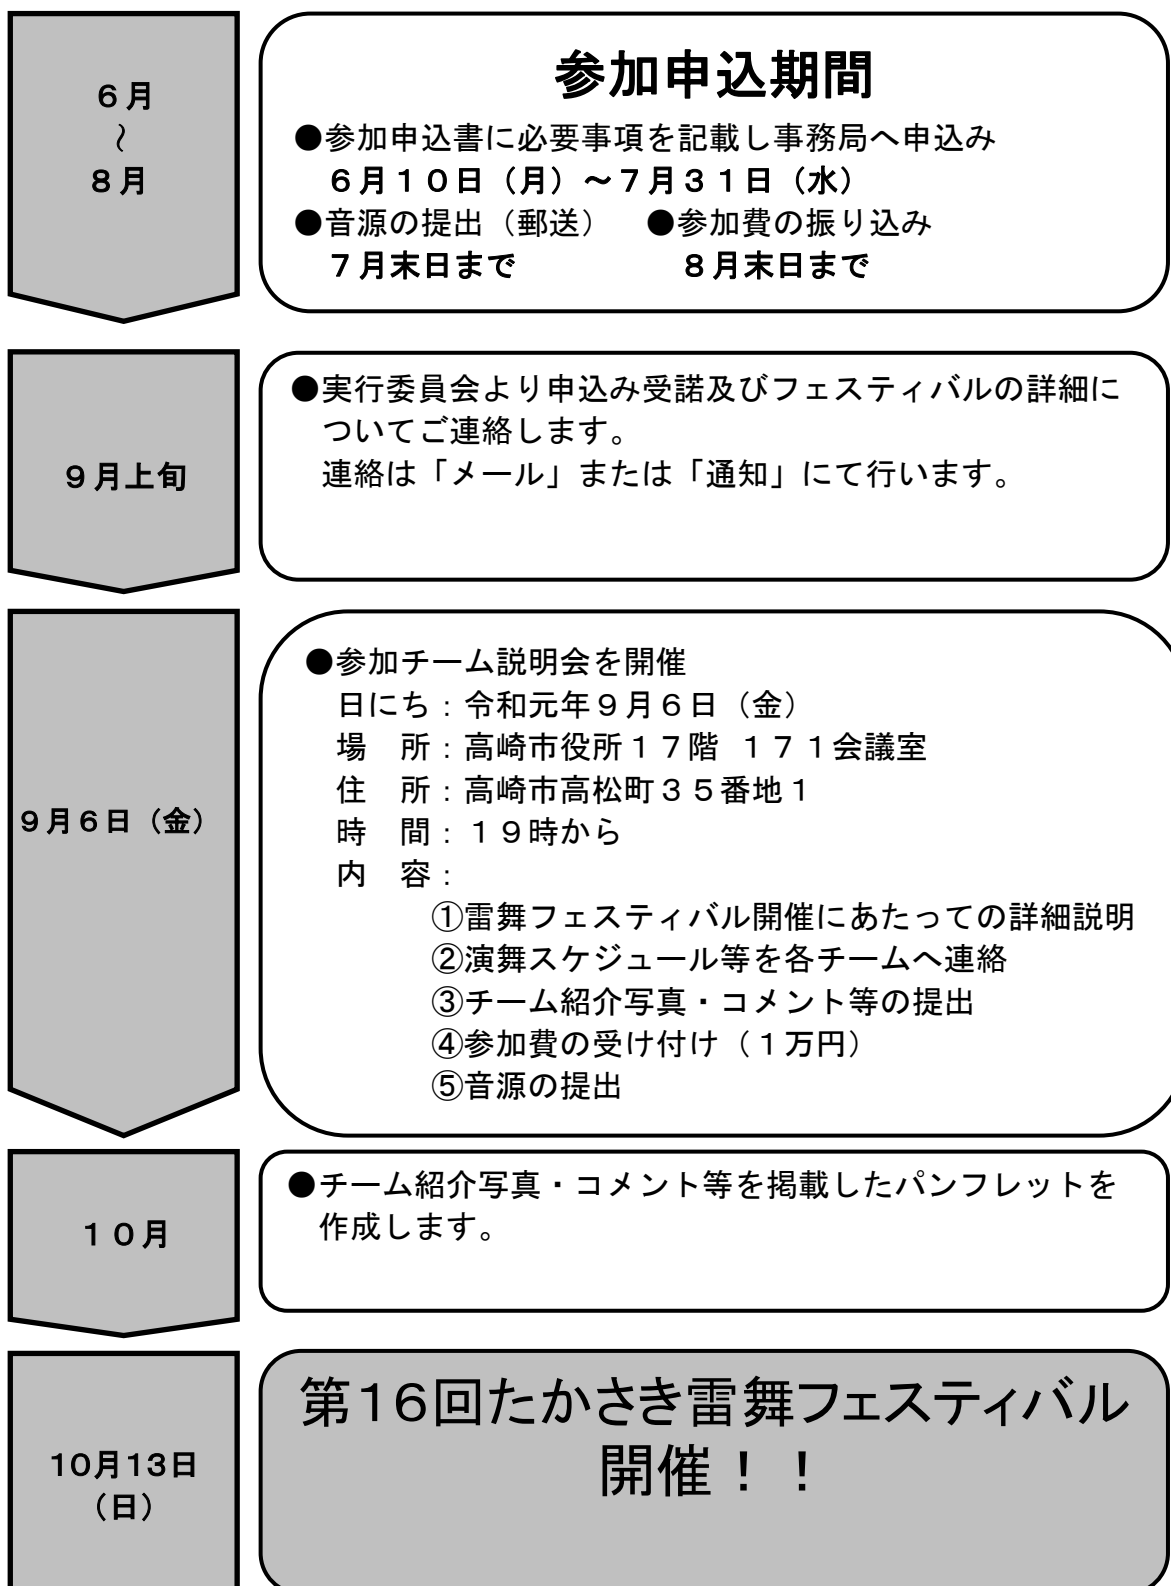 ６月
～
８月
参加申込期間
●参加申込書に必要事項を記載し事務局へ申込み
６月１０日（月）～７月３１日（水）
●音源の提出（郵送）　●参加費の振り込み
７月末日まで　８月末日まで
９月上旬
●実行委員会より申込み受諾及びフェスティバルの詳細に
ついてご連絡します。
連絡は「メール」または「通知」にて行います。
９月６日（金）
●参加チーム説明会を開催
日にち：令和元年９月６日（金）
場　所：高崎市役所１７階 １７１会議室
住　所：高崎市高松町３５番地１
時　間：１９時から
内　容：
①雷舞フェスティバル開催にあたっての詳細説明
②演舞スケジュール等を各チームへ連絡
③チーム紹介写真・コメント等の提出
④参加費の受け付け（１万円）
⑤音源の提出
１０月
●チーム紹介写真・コメント等を掲載したパンフレットを
作成します。
10月13日
（日）
第16回たかさき雷舞フェスティバル
開催！！